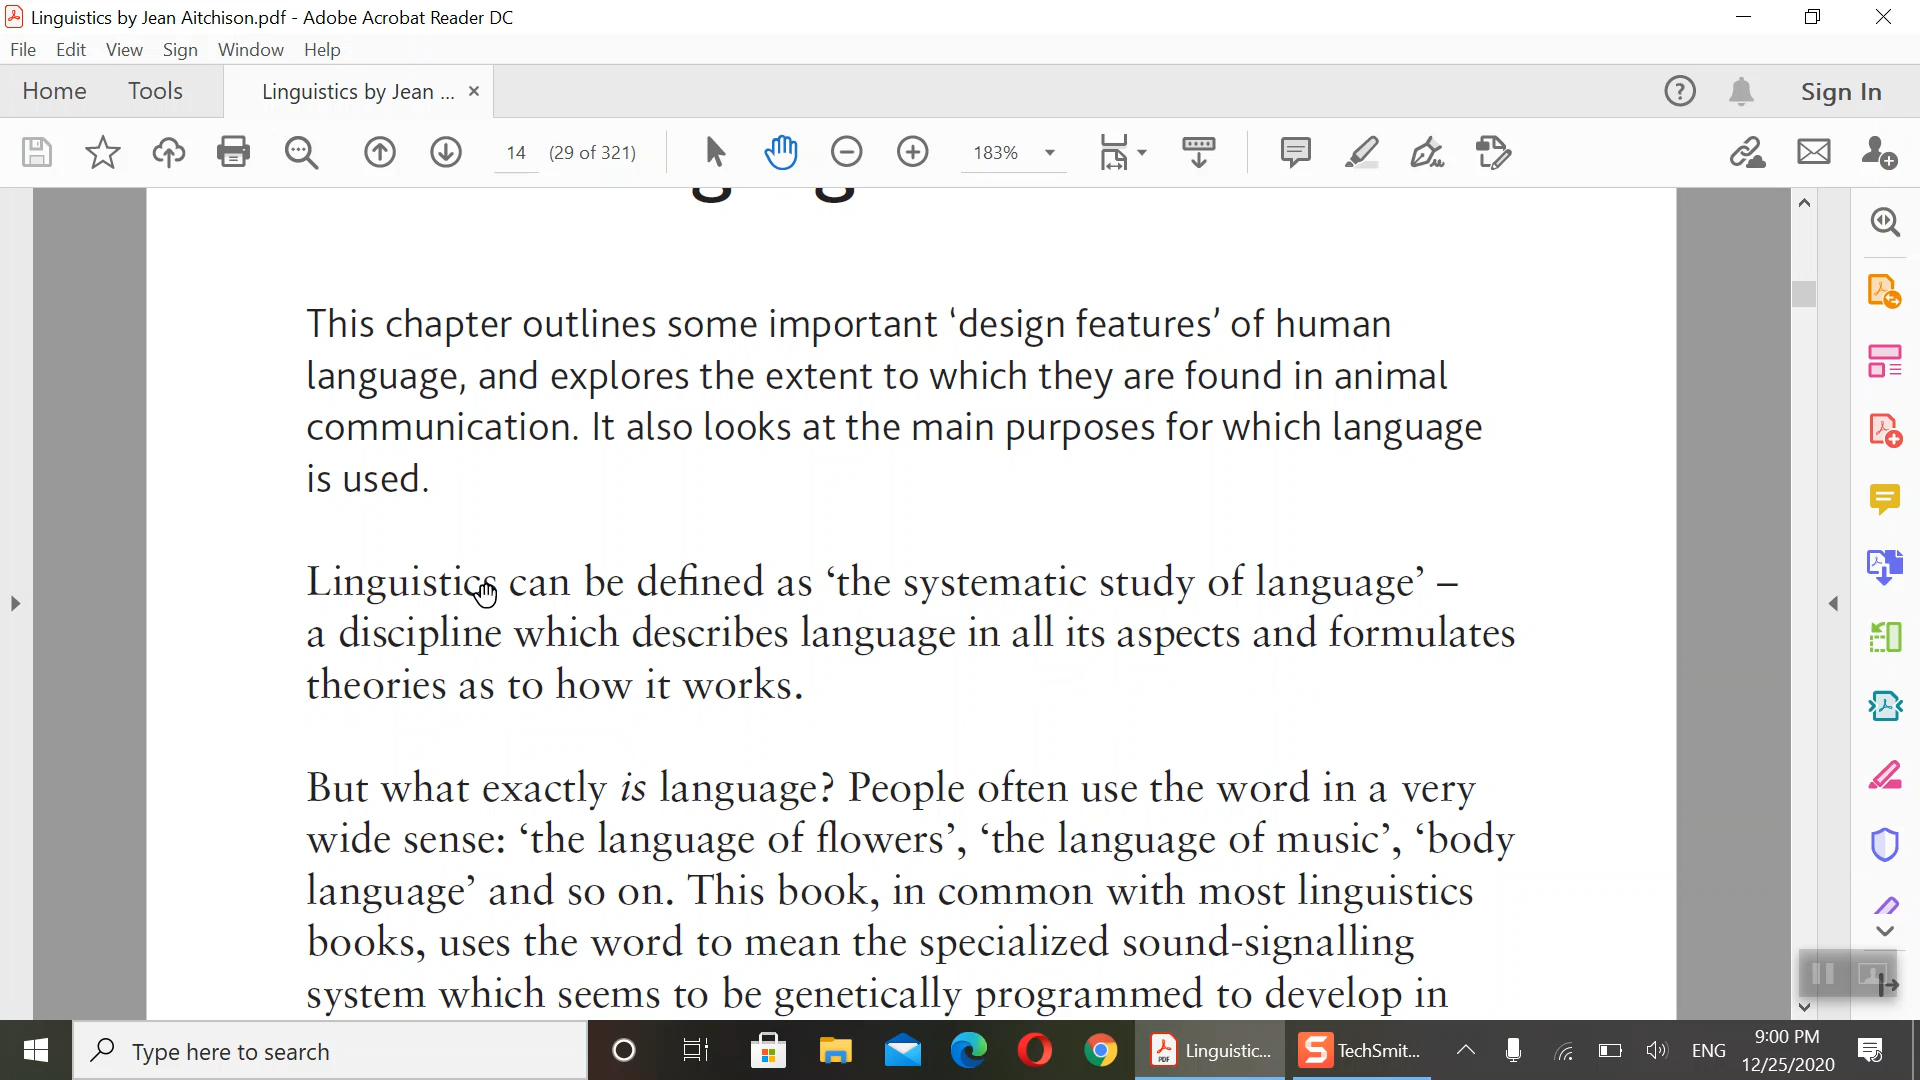 Linguistics by Jean Aitchison.pdf - Adobe Acrobat Reader DC
File Edit View Sign Window Help
Home Tools Linguistics by Jean ... × Sign In
14 (29 of 321) 183%
This chapter outlines some important ‘design features’ of human
language, and explores the extent to which they are found in animal
communication. It also looks at the main purposes for which language
is used.
Linguistics can be defined as ‘the systematic study of language’ –
a discipline which describes language in all its aspects and formulates
theories as to how it works.
But what exactly is language? People often use the word in a very
wide sense: ‘the language of flowers’, ‘the language of music’, ‘body
language’ and so on. This book, in common with most linguistics
books, uses the word to mean the specialized sound-signalling
system which seems to be genetically programmed to develop in
Type here to search
Linguistic...
TechSmit...
ENG
9:00 PM
12/25/2020